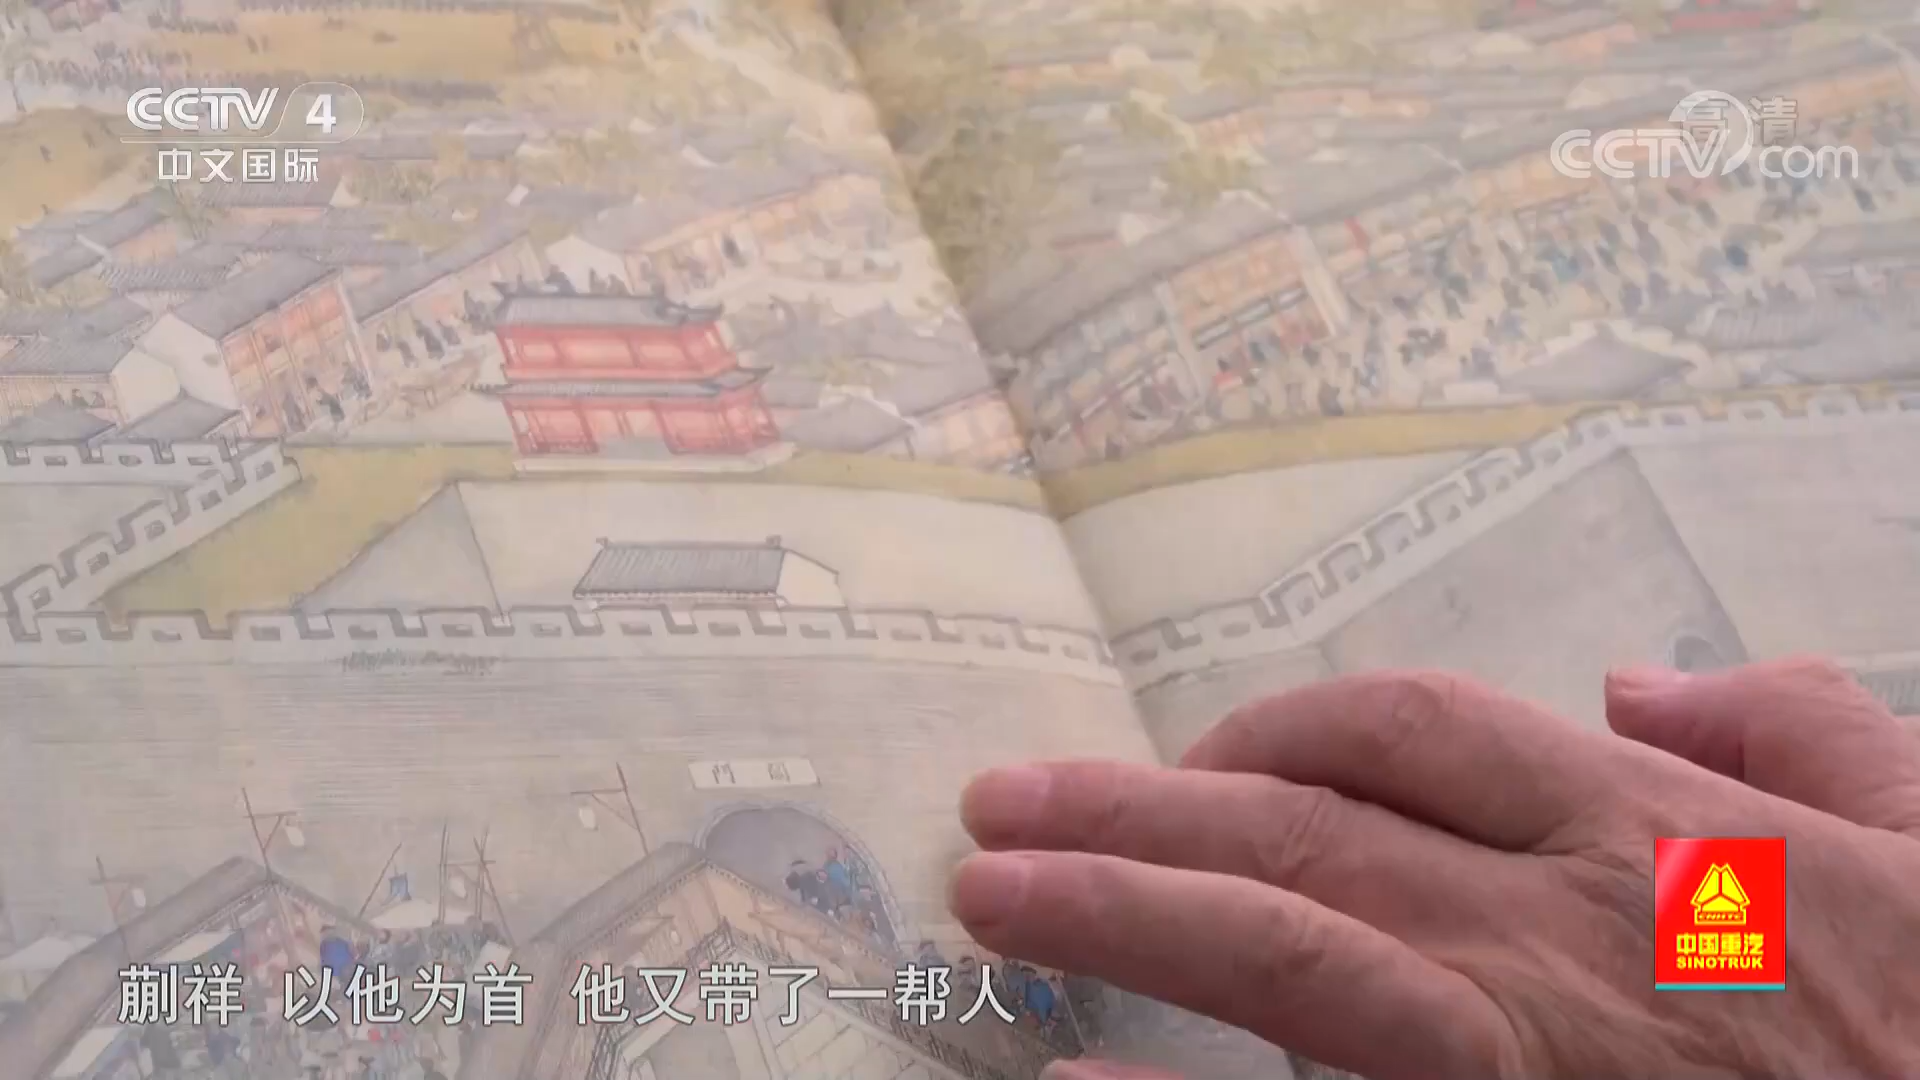 CCTV 4
中文国际
高清
CCTV.com
門 閶
CNHTC
中国重汽
SINOTRUK
蒯祥 以他为首 他又带了一帮人